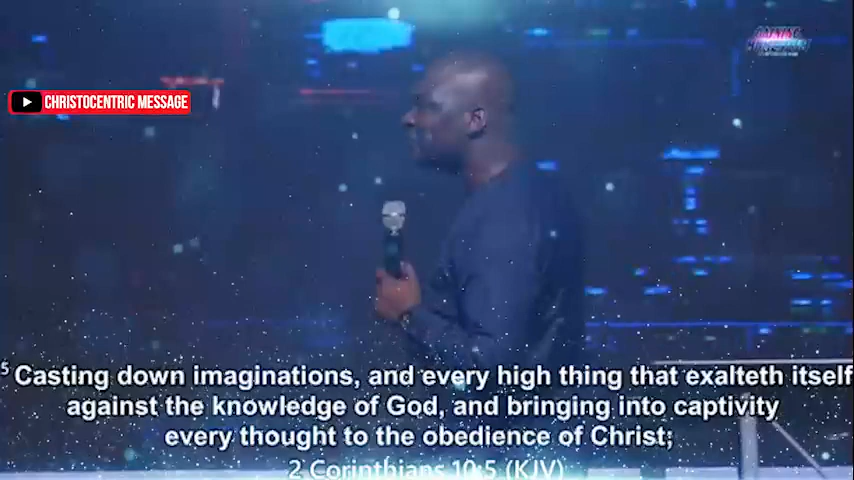 CHRISTOCENTRIC MESSAGE
5 Casting down imaginations, and every high thing that exalteth itself
against the knowledge of God, and bringing into captivity
every thought to the obedience of Christ;
2 Corinthians 10:5 (KJV)